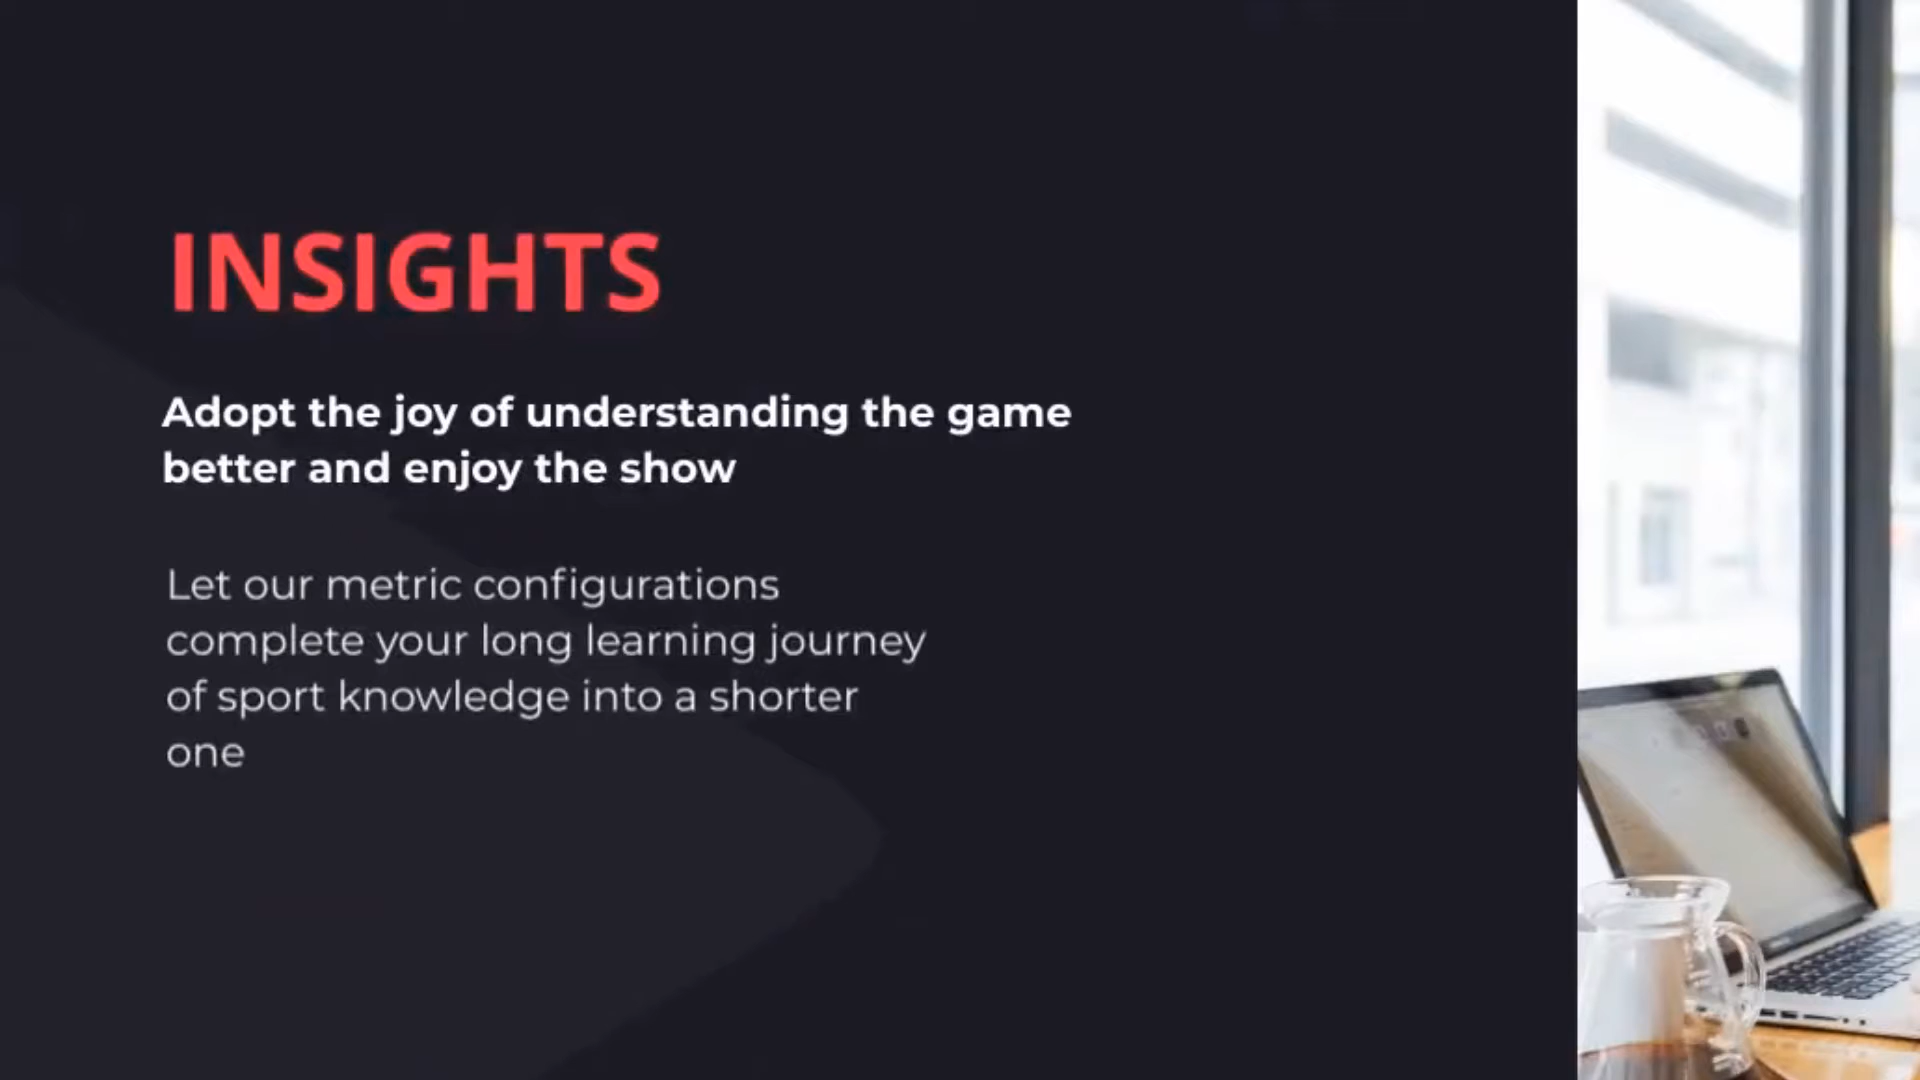 INSIGHTS
Adopt the joy of understanding the game
better and enjoy the show
Let our metric configurations
complete your long learning journey
of sport knowledge into a shorter
one